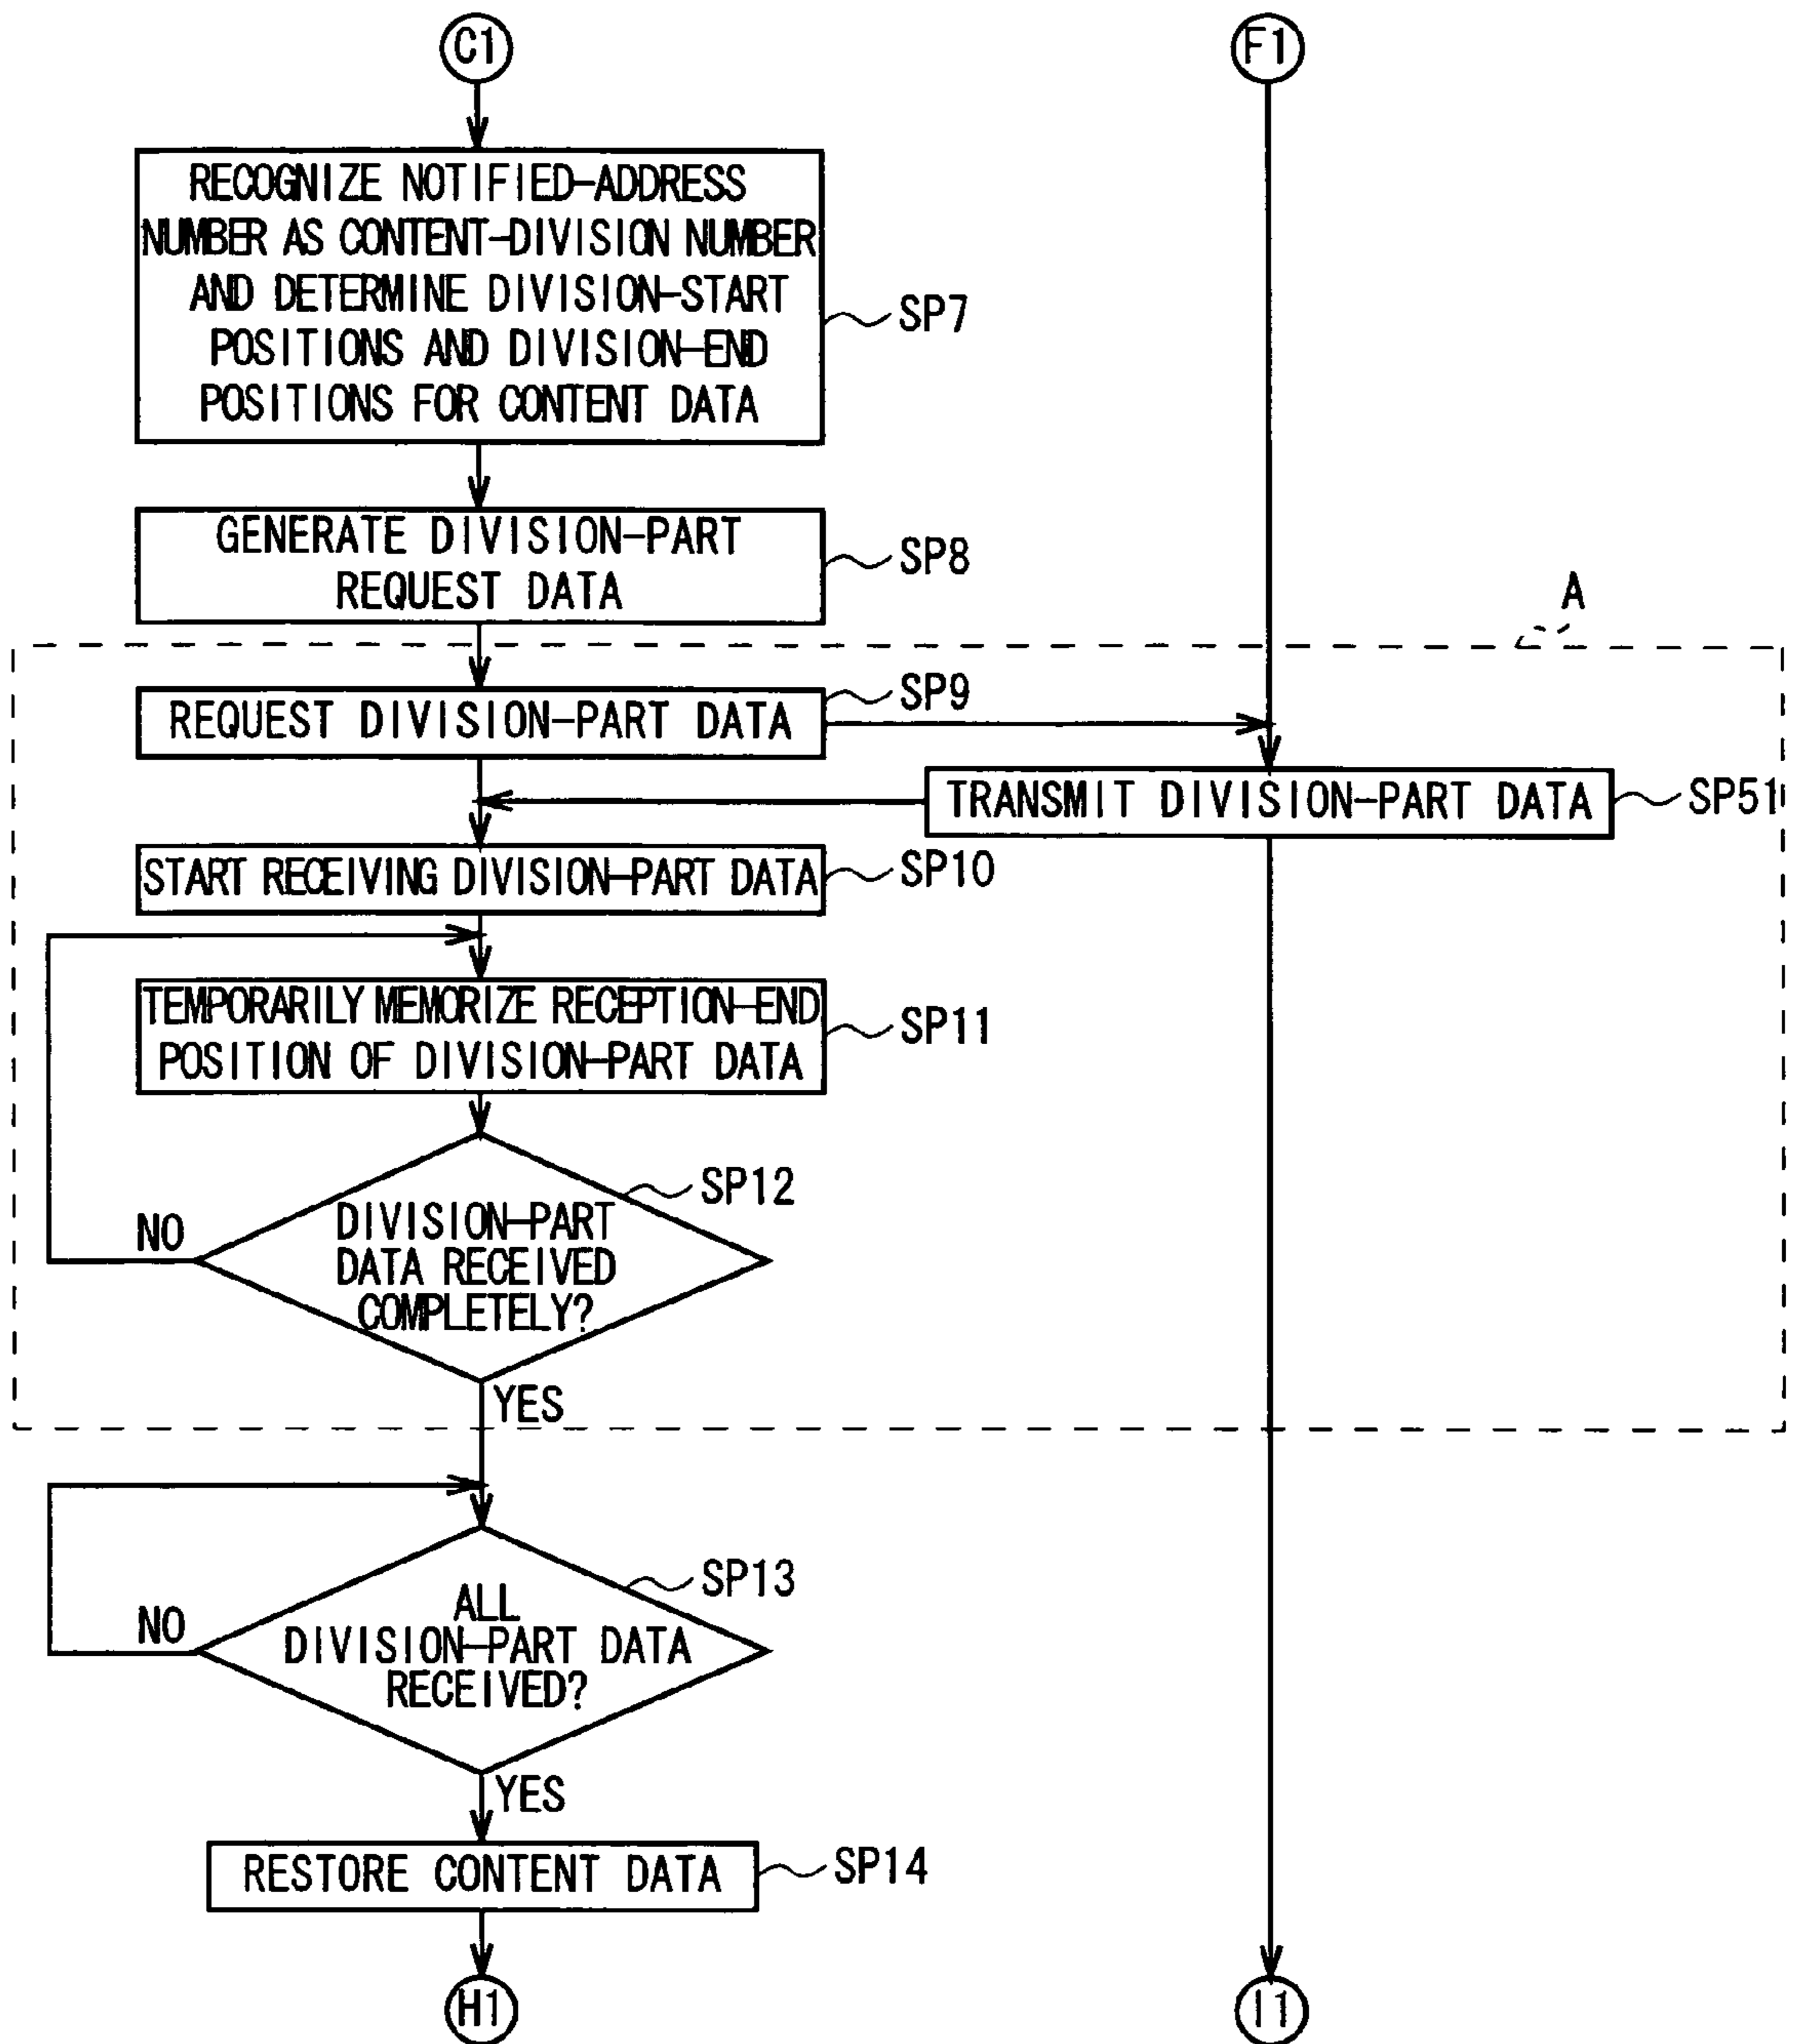 C1
F1
RECOGNIZE NOTIFIED-ADDRESS
NUMBER AS CONTENT-DIVISION NUMBER
AND DETERMINE DIVISION-START
POSITIONS AND DIVISION-END
POSITIONS FOR CONTENT DATA
SP7
GENERATE DIVISION-PART
REQUEST DATA
SP8
A
REQUEST DIVISION-PART DATA
SP9
TRANSMIT DIVISION-PART DATA
SP51
START RECEIVING DIVISION-PART DATA
SP10
TEMPORARILY MEMORIZE RECEPTION-END
POSITION OF DIVISION-PART DATA
SP11
SP12
DIVISION-PART
DATA RECEIVED
COMPLETELY?
NO
YES
SP13
ALL
DIVISION-PART DATA
RECEIVED?
NO
YES
RESTORE CONTENT DATA
SP14
H1
I1